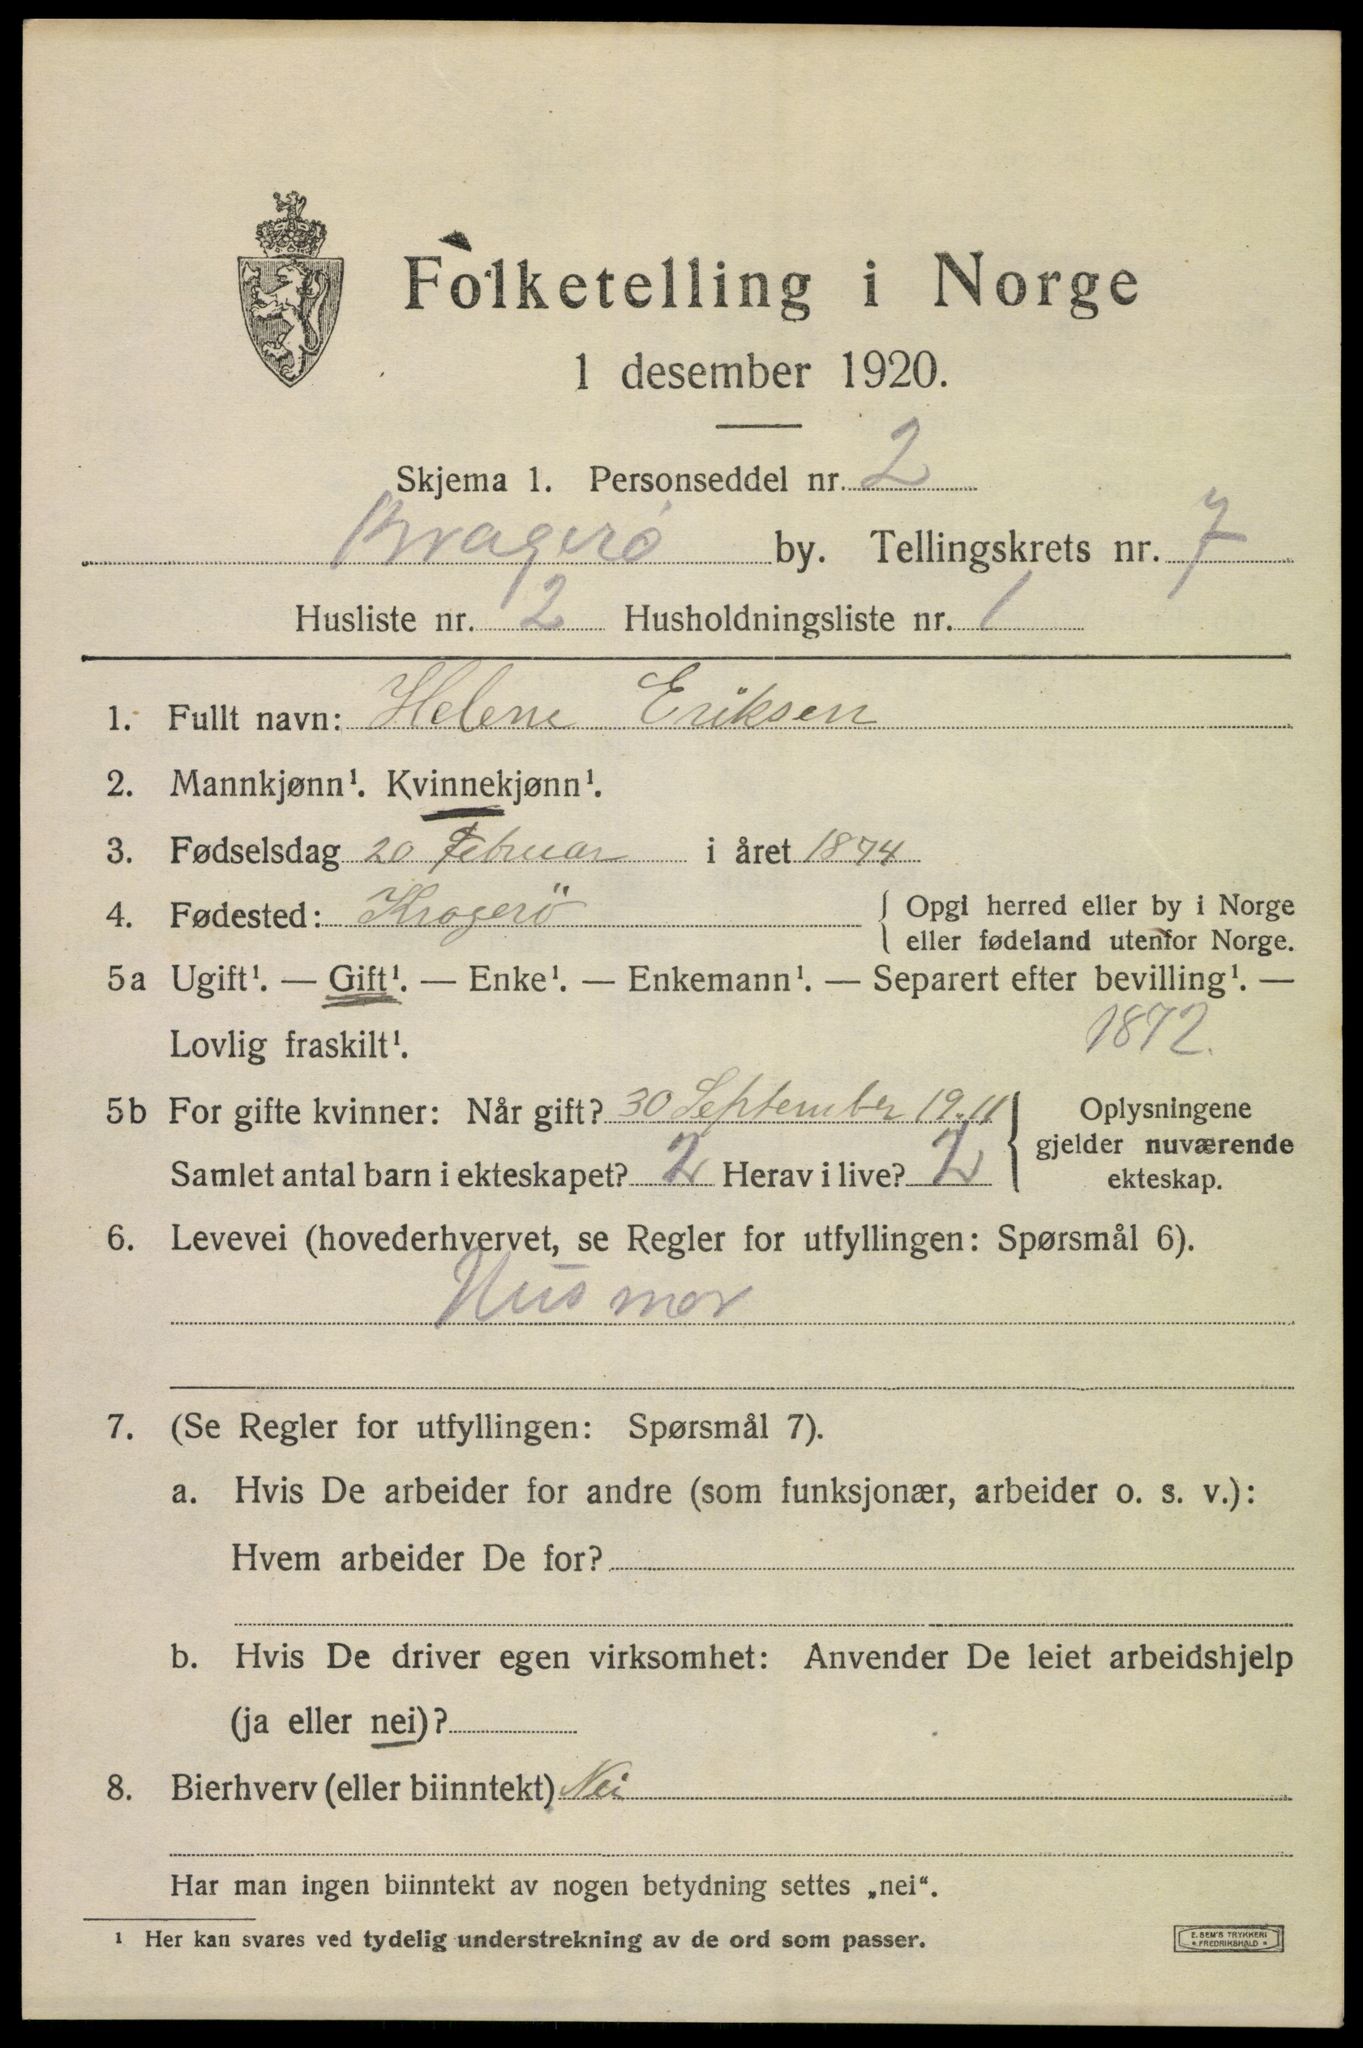 Folketelling i Norge
1 desember 1920.
Skjema 1. Personseddel nr. 2
Kragerø by. Tellingskrets nr. 7
Husliste nr. 2 Husholdningsliste nr. 1
1. Fullt navn: Helene Eriksen
2. Mannkjønn¹. Kvinnekjønn¹.
3. Fødselsdag 20 Februar i året 1874
4. Fødested: Kragerö { Opgi herred eller by i Norge
eller fødeland utenfor Norge.
5a Ugift¹. — Gift¹. — Enke¹. — Enkemann¹. — Separert efter bevilling¹. —
Lovlig fraskilt¹. 1872.
5b For gifte kvinner: Når gift? 30 September 19.11 { Oplysningene
gjelder nuværende
Samlet antal barn i ekteskapet? 2 Herav i live? 2 ekteskap.
6. Levevei (hovederhvervet, se Regler for utfyllingen: Spørsmål 6).
Husmor
7. (Se Regler for utfyllingen: Spørsmål 7).
a. Hvis De arbeider for andre (som funksjonær, arbeider o. s. v.):
Hvem arbeider De for?
b. Hvis De driver egen virksomhet: Anvender De leiet arbeidshjelp
(ja eller nei)?
8. Bierhverv (eller biinntekt) Nei
Har man ingen biinntekt av nogen betydning settes „nei“.
¹ Her kan svares ved tydelig understrekning av de ord som passer.
E. SEM'S TRYKKERI
* FREDRIKSHALD *